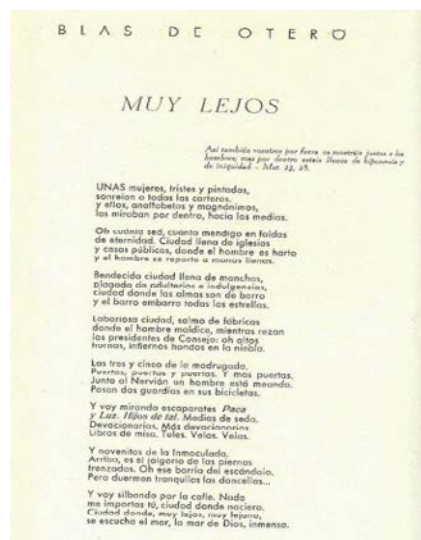 BLAS DE OTERO
MUY LEJOS
Así también vosotros por fuera os mostráis justos a los
hombres; mas por dentro estáis llenos de hipocresía y
de iniquidad. - Mat. 23,
UNAS mujeres, tristes y pintadas,
sonreían a todas las carteras,
y ellos, analfabetos y magnánimos,
las miraban por dentro, hacia las medias.
Oh cuánta sed, cuánto mendigo en faldas
de eternidad. Ciudad llena de iglesias
y casas públicas, donde el hombre es harto
y el hambre se reparte a manos llenas.
Bendecida ciudad llena de manchas,
plagada de adulterios e indulgencias,
ciudad donde las almas son de barro
y el barro embarra todas las estrellas.
Laboriosa ciudad, salmo de fábricas
donde el hombre maldice, mientras rezan
los presidentes de Consejo: oh altos
hornos, infiernos hondos en la niebla.
Las tres y cinco de la madrugada.
Puertas, puertas y puertas. Y más puertas.
Junto al Nervión un hombre está meando.
Pasan dos guardias en sus bicicletas.
Y voy mirando escaparates. Paca
y Luz. Hijos de tal. Medias de seda.
Devocionarios. Más devocionarios.
Libros de misa. Tules. Velos. Velas.
Y novenitas de la Inmaculada.
Arriba, es el jolgorio de las piernas
trenzadas. Oh ese barrio del escándalo.
Pero duermen tranquilas las doncellas...
Y voy silbando por la calle. Nada
me importas tú, ciudad donde naciera.
Ciudad donde, muy lejos, muy lejano,
se escucha el mar, la mar de Dios, inmensa.